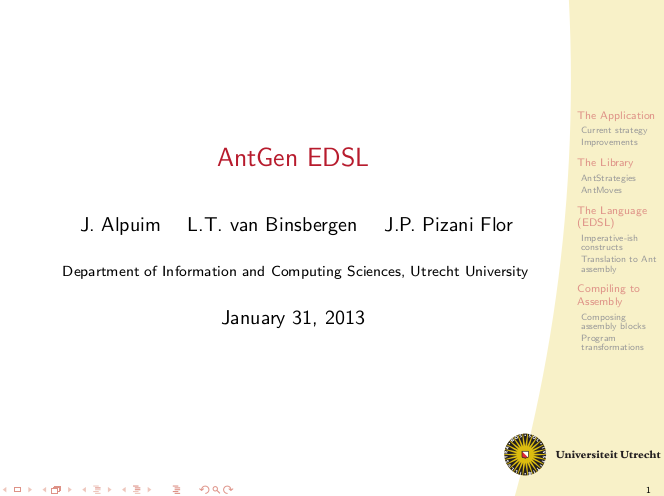 AntGen EDSL
J. Alpuim L.T. van Binsbergen J.P. Pizani Flor
Department of Information and Computing Sciences, Utrecht University
January 31, 2013
The Application
Current strategy
Improvements
The Library
AntStrategies
AntMoves
The Language
(EDSL)
Imperative-ish
constructs
Translation to Ant
assembly
Compiling to
Assembly
Composing
assembly blocks
Program
transformations
Universiteit Utrecht
1